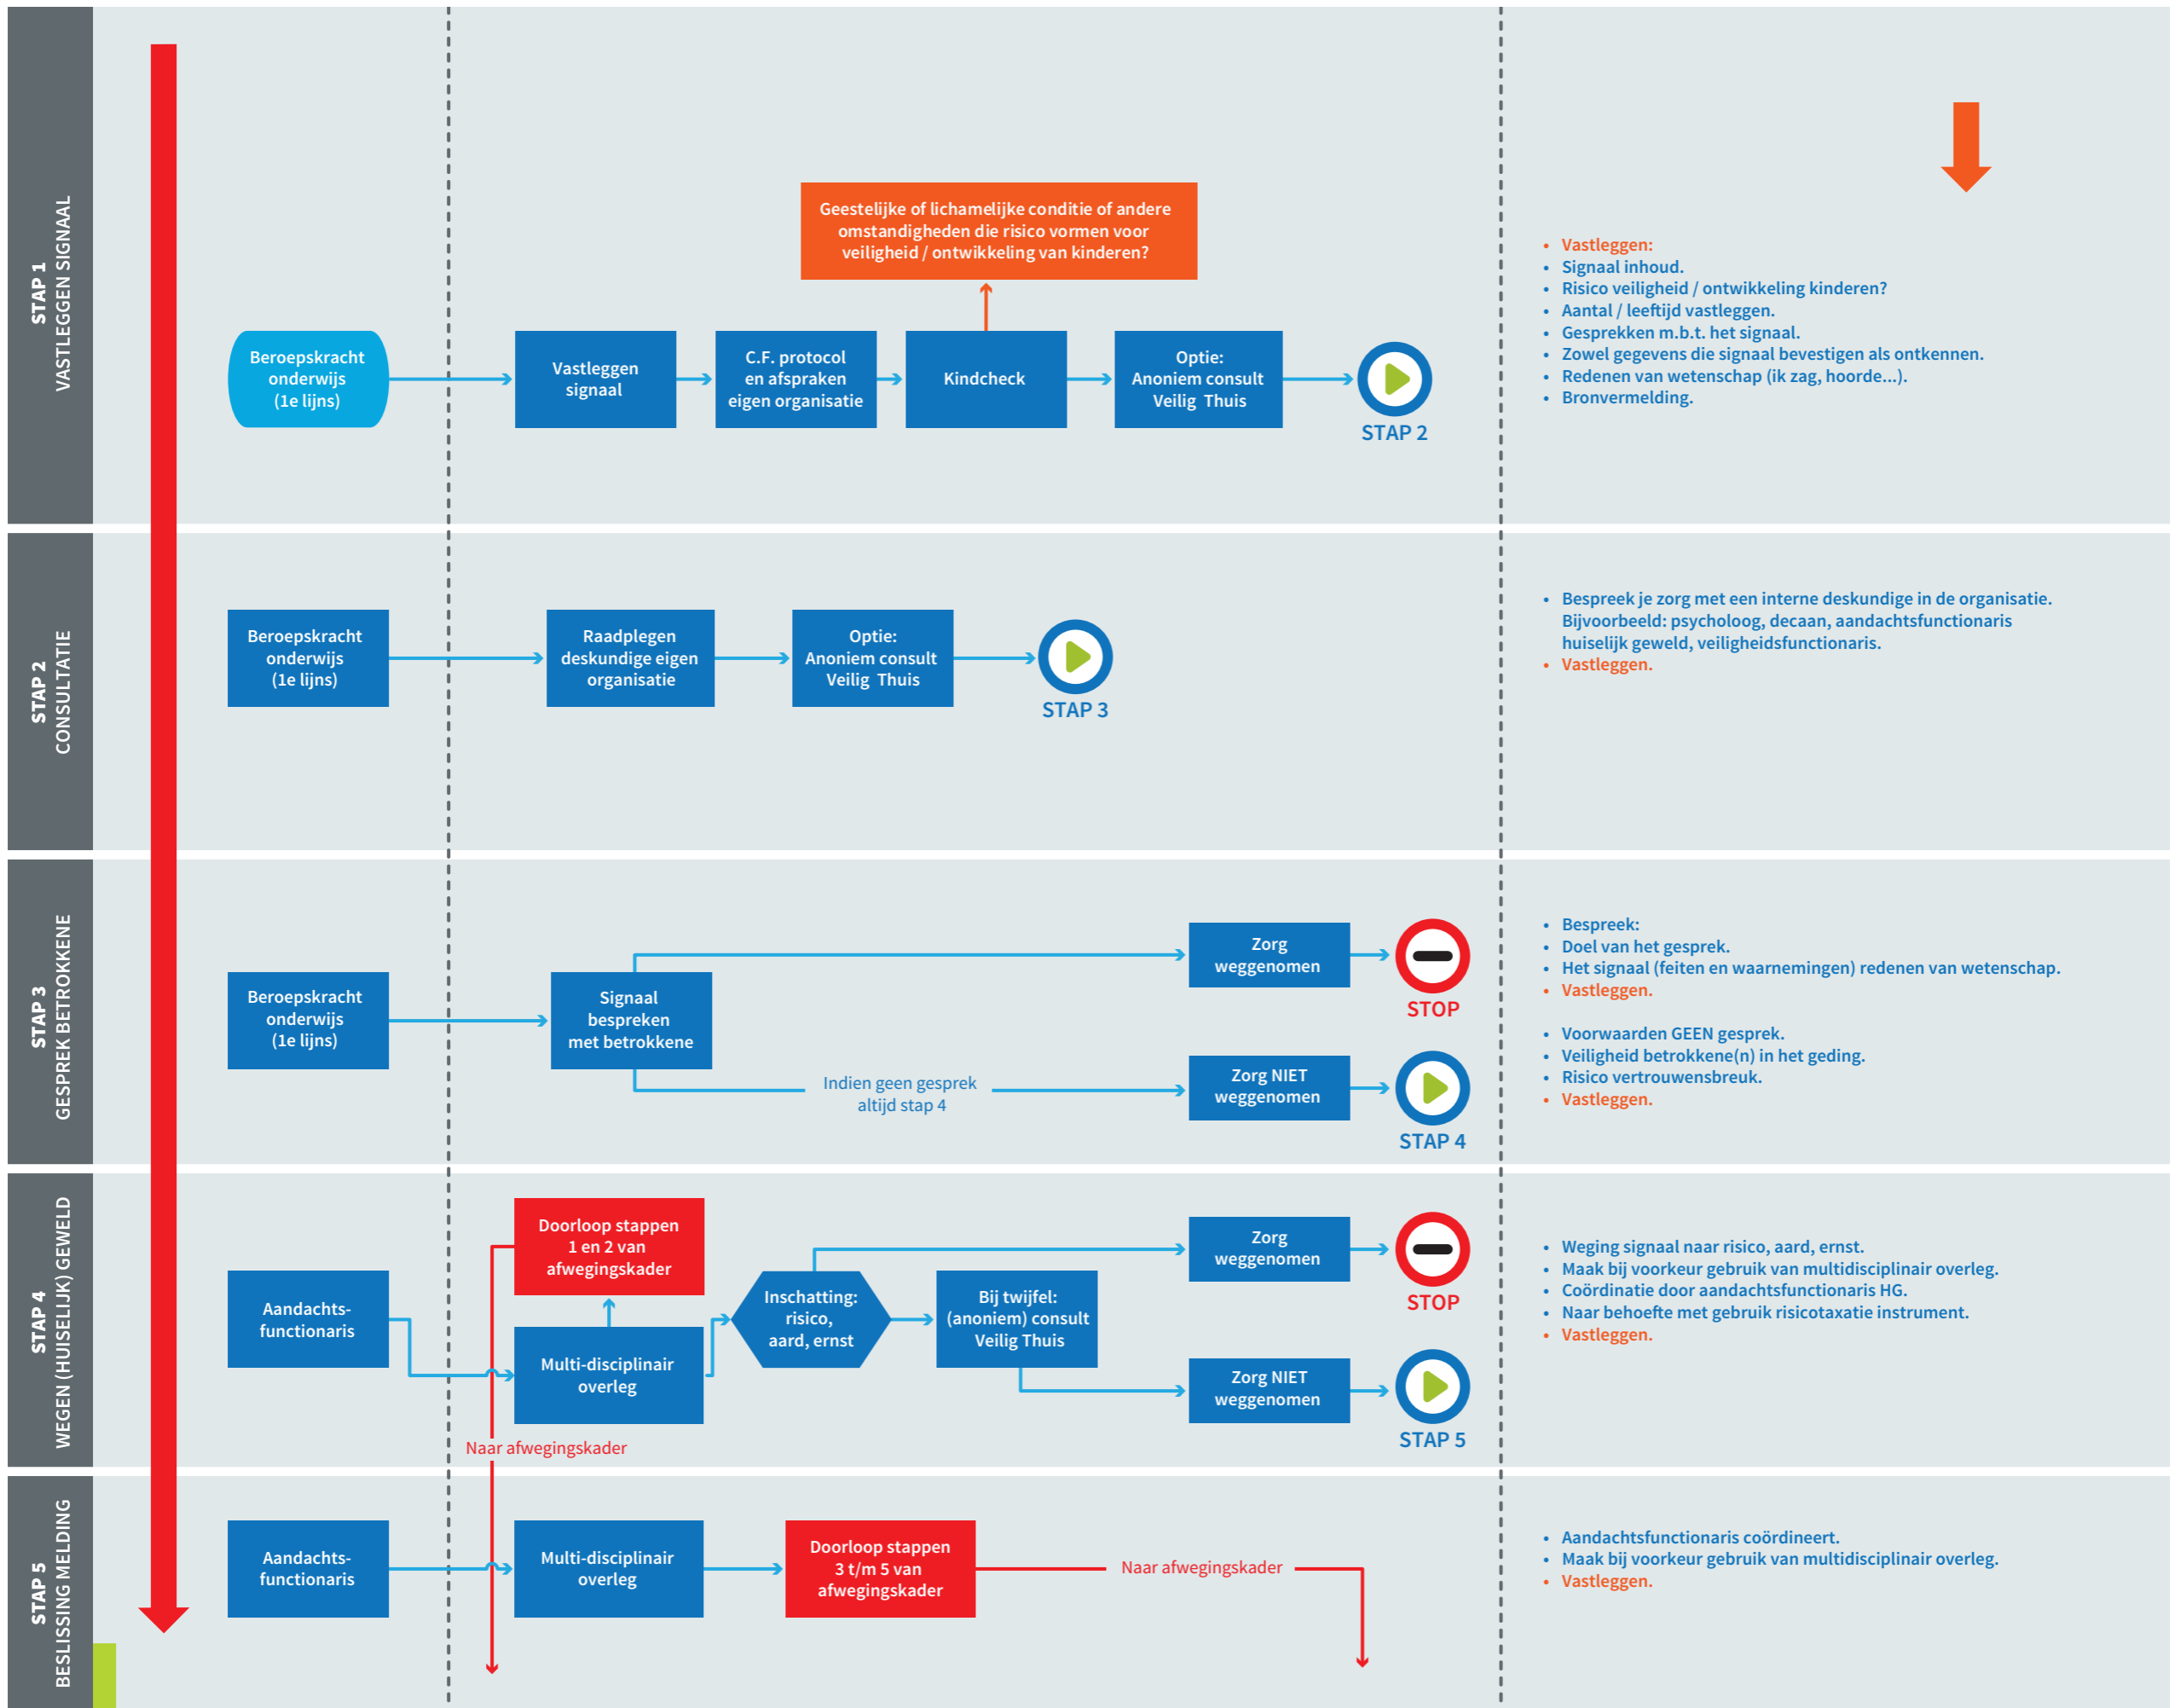 STAP 1
VASTLEGGEN SIGNAAL
Beroepskracht
onderwijs
(1e lijns)
Vastleggen
signaal
C.F. protocol
en afspraken
eigen organisatie
Geestelijke of lichamelijke conditie of andere
omstandigheden die risico vormen voor
veiligheid / ontwikkeling van kinderen?
Kindcheck
Optie:
Anoniem consult
Veilig Thuis
STAP 2
• Vastleggen:
• Signaal inhoud.
• Risico veiligheid / ontwikkeling kinderen?
• Aantal / leeftijd vastleggen.
• Gesprekken m.b.t. het signaal.
• Zowel gegevens die signaal bevestigen als ontkennen.
• Redenen van wetenschap (ik zag, hoorde...).
• Bronvermelding.
STAP 2
CONSULTATIE
Beroepskracht
onderwijs
(1e lijns)
Raadplegen
deskundige eigen
organisatie
Optie:
Anoniem consult
Veilig Thuis
STAP 3
• Bespreek je zorg met een interne deskundige in de organisatie.
Bijvoorbeeld: psycholoog, decaan, aandachtsfunctionaris
huiselijk geweld, veiligheidsfunctionaris.
• Vastleggen.
STAP 3
GESPREK BETROKKENE
Beroepskracht
onderwijs
(1e lijns)
Signaal
bespreken
met betrokkene
Zorg
weggenomen
STOP
Indien geen gesprek
altijd stap 4
Zorg NIET
weggenomen
STAP 4
• Bespreek:
• Doel van het gesprek.
• Het signaal (feiten en waarnemingen) redenen van wetenschap.
• Vastleggen.
• Voorwaarden GEEN gesprek.
• Veiligheid betrokkene(n) in het geding.
• Risico vertrouwensbreuk.
• Vastleggen.
STAP 4
WEGEN (HUISELIJK) GEWELD
Aandachts-
functionaris
Doorloop stappen
1 en 2 van
afwegingskader
Multi-disciplinair
overleg
Naar afwegingskader
Inschatting:
risico,
aard, ernst
Bij twijfel:
(anoniem) consult
Veilig Thuis
Zorg
weggenomen
STOP
Zorg NIET
weggenomen
STAP 5
• Weging signaal naar risico, aard, ernst.
• Maak bij voorkeur gebruik van multidisciplinair overleg.
• Coördinatie door aandachtsfunctionaris HG.
• Naar behoefte met gebruik risicotaxatie instrument.
• Vastleggen.
STAP 5
BESLISSING MELDING
Aandachts-
functionaris
Multi-disciplinair
overleg
Doorloop stappen
3 t/m 5 van
afwegingskader
Naar afwegingskader
• Aandachtsfunctionaris coördineert.
• Maak bij voorkeur gebruik van multidisciplinair overleg.
• Vastleggen.